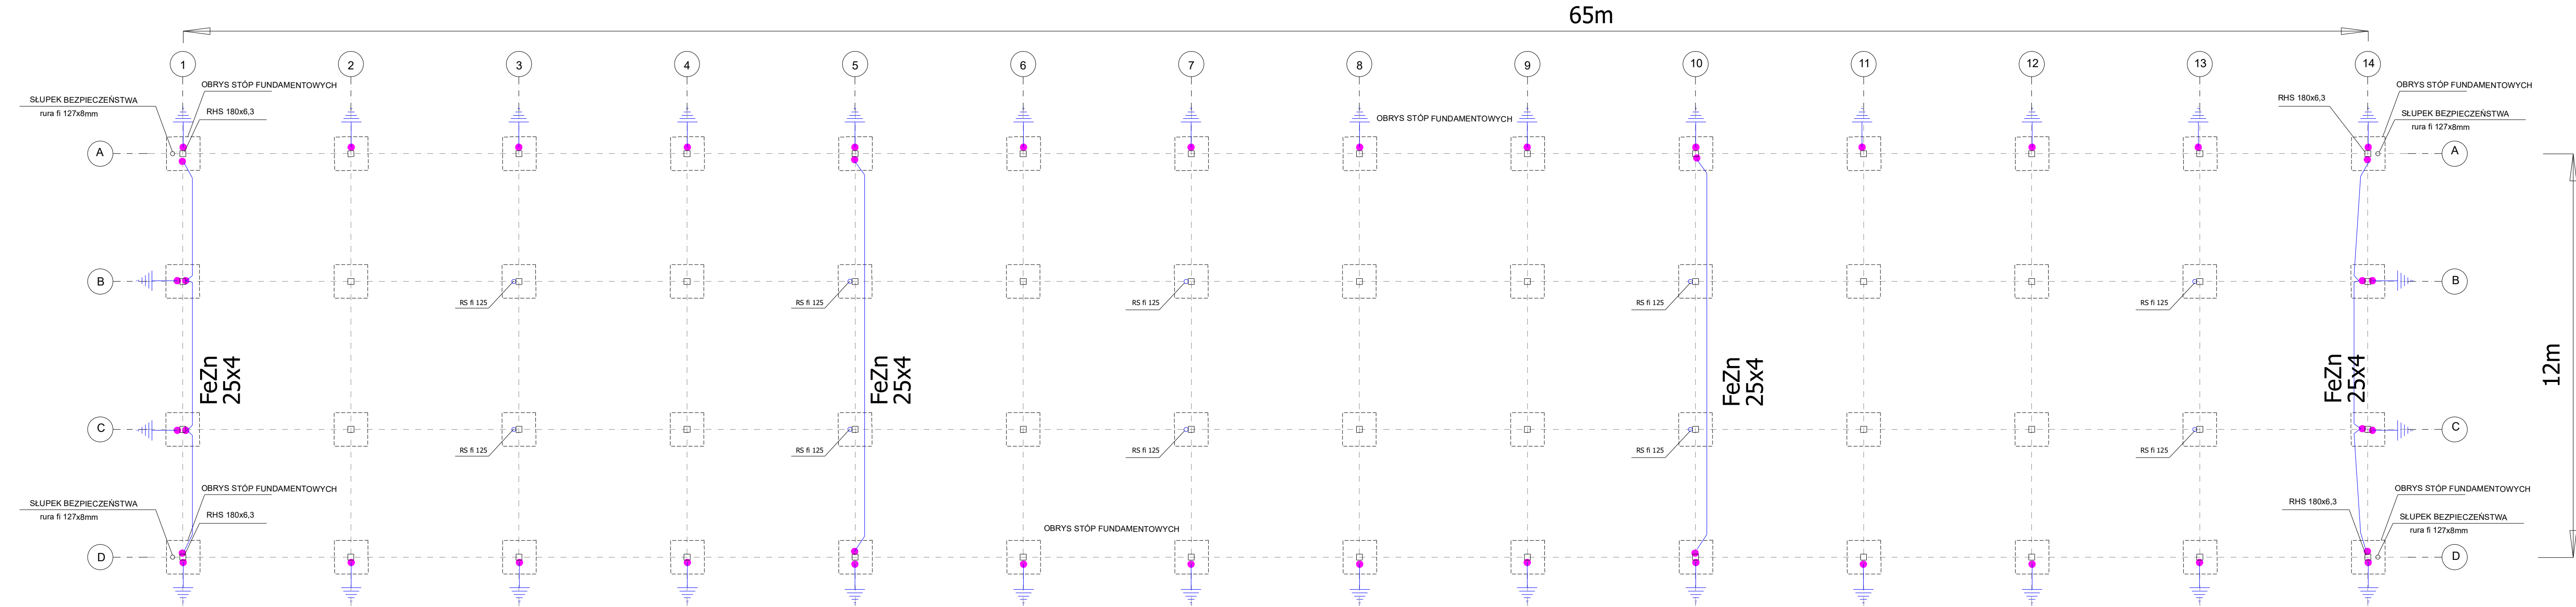 65m
1
2
3
4
5
6
7
8
9
10
11
12
13
14
OBRYS STÓP FUNDAMENTOWYCH
SŁUPEK BEZPIECZEŃSTWA
rura fi 127x8mm
RHS 180x6,3
OBRYS STÓP FUNDAMENTOWYCH
RHS 180x6,3
OBRYS STÓP FUNDAMENTOWYCH
SŁUPEK BEZPIECZEŃSTWA
rura fi 127x8mm
A
A
B
B
RS fi 125
RS fi 125
RS fi 125
RS fi 125
RS fi 125
FeZn
25x4
FeZn
25x4
FeZn
25x4
FeZn
25x4
12m
C
C
RS fi 125
RS fi 125
RS fi 125
RS fi 125
RS fi 125
OBRYS STÓP FUNDAMENTOWYCH
SŁUPEK BEZPIECZEŃSTWA
rura fi 127x8mm
RHS 180x6,3
OBRYS STÓP FUNDAMENTOWYCH
RHS 180x6,3
OBRYS STÓP FUNDAMENTOWYCH
SŁUPEK BEZPIECZEŃSTWA
rura fi 127x8mm
D
D